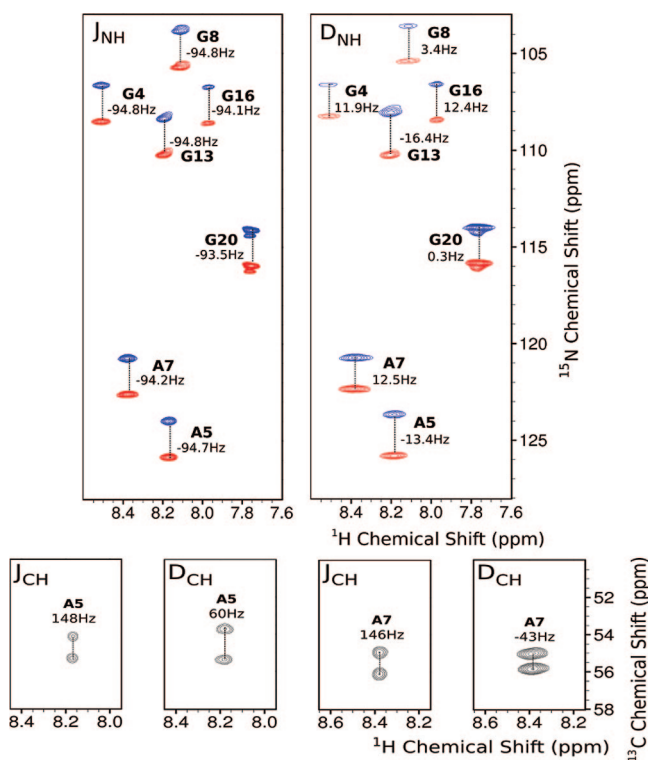 J_NH
G8
-94.8Hz
G4
-94.8Hz
G16
-94.1Hz
-94.8Hz
G13
G20
-93.5Hz
A7
-94.2Hz
A5
-94.7Hz
8.4 8.2 8.0 7.8 7.6
D_NH
G8
3.4Hz
G4
11.9Hz
G16
12.4Hz
-16.4Hz
G13
G20
0.3Hz
A7
12.5Hz
A5
-13.4Hz
8.4 8.2 8.0 7.8 7.6
105
110
115
120
125
¹⁵N Chemical Shift (ppm)
¹H Chemical Shift (ppm)
J_CH
A5
148Hz
8.4 8.2 8.0
D_CH
A5
60Hz
8.4 8.2 8.0
J_CH
A7
146Hz
8.6 8.4 8.2
D_CH
A7
-43Hz
8.6 8.4 8.2
52
54
56
58
¹³C Chemical Shift (ppm)
¹H Chemical Shift (ppm)